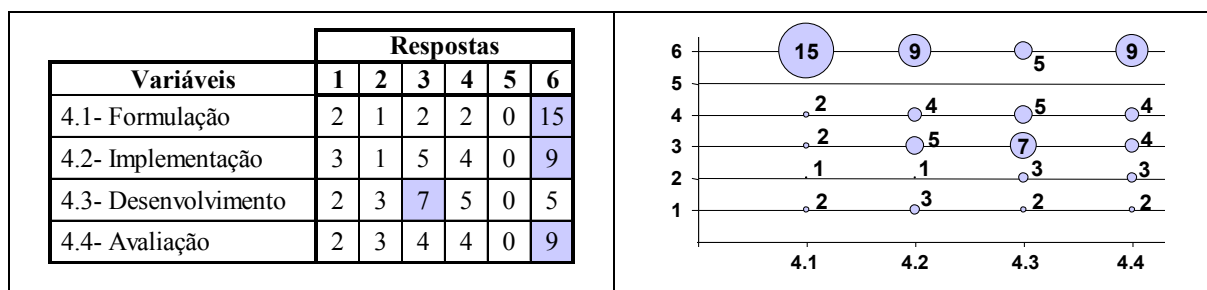 Respostas
Variáveis 1 2 3 4 5 6
4.1- Formulação 2 1 2 2 0 15
4.2- Implementação 3 1 5 4 0 9
4.3- Desenvolvimento 2 3 7 5 0 5
4.4- Avaliação 2 3 4 4 0 9
6 15 9 5 9
5
4 2 4 5 4
3 2 5 7 4
2 1 1 3 3
1 2 3 2 2
4.1 4.2 4.3 4.4